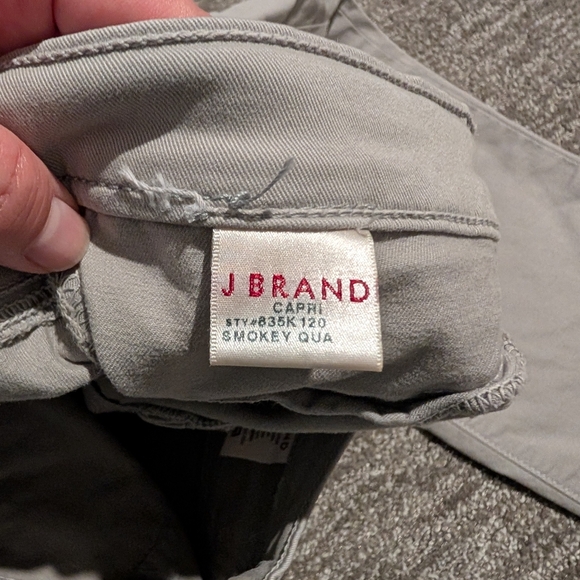 J BRAND
CAPRI
STY#835K120
SMOKEY QUA